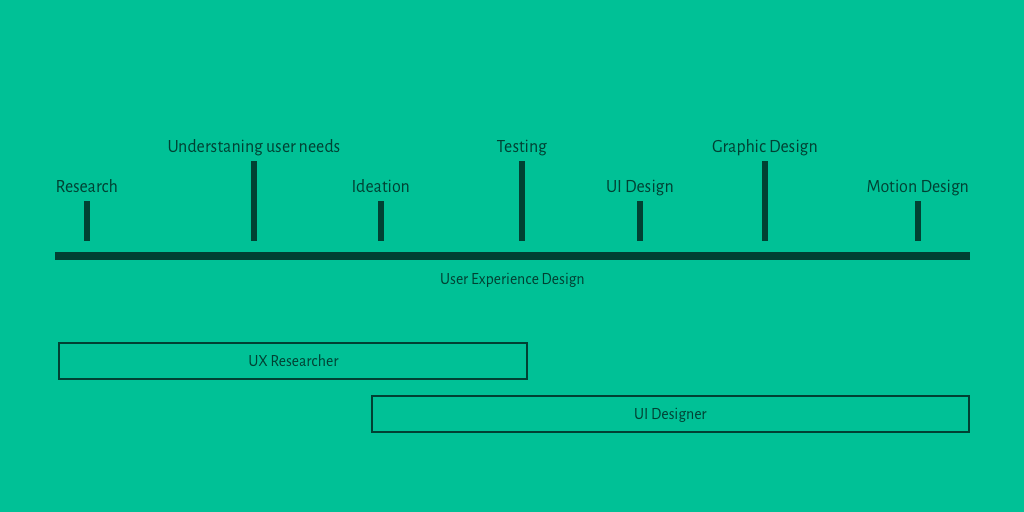 Understaning user needs
Testing
Graphic Design
Research
Ideation
UI Design
Motion Design
User Experience Design
UX Researcher
UI Designer